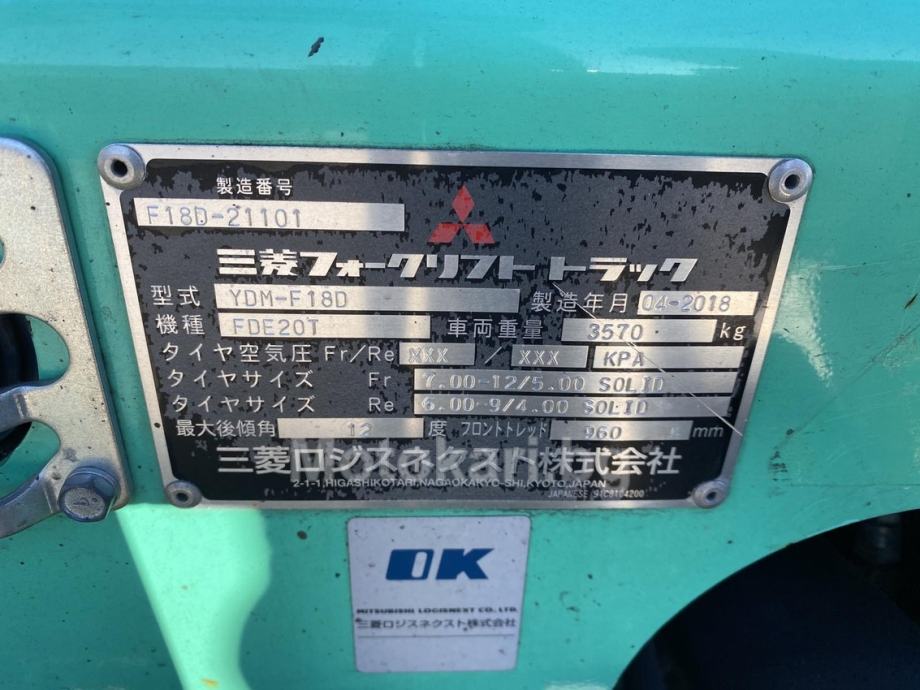 製造番号
F18D-21101
三菱フォークリフトトラック
型式 YDM-F18D 製造年月 04-2018
機種 FDE20T 車両重量 3570 kg
タイヤ空気圧 Fr/Re XXX / XXX KPA
タイヤサイズ Fr 7.00-12/5.00 SOLID
タイヤサイズ Re 6.00-9/4.00 SOLID
最大後傾角 12 度 フロントトレッド 960 mm
三菱ロジスネクスト株式会社
2-1-1,HIGASHIKOTARI,NAGAOKAKYO-SHI,KYOTO,JAPAN
JAPANESE 91C8104200
OK
MITSUBISHI LOGISNEXT CO., LTD.
三菱ロジスネクスト株式会社